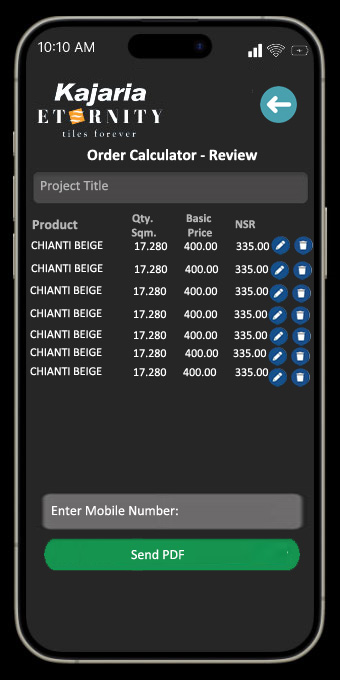 10:10 AM
Kajaria
ETERNITY
tiles forever
Order Calculator - Review
Project Title
Product Qty. Sqm. Basic Price NSR
CHIANTI BEIGE 17.280 400.00 335.00
CHIANTI BEIGE 17.280 400.00 335.00
CHIANTI BEIGE 17.280 400.00 335.00
CHIANTI BEIGE 17.280 400.00 335.00
CHIANTI BEIGE 17.280 400.00 335.00
CHIANTI BEIGE 17.280 400.00 335.00
CHIANTI BEIGE 17.280 400.00 335.00
Enter Mobile Number:
Send PDF